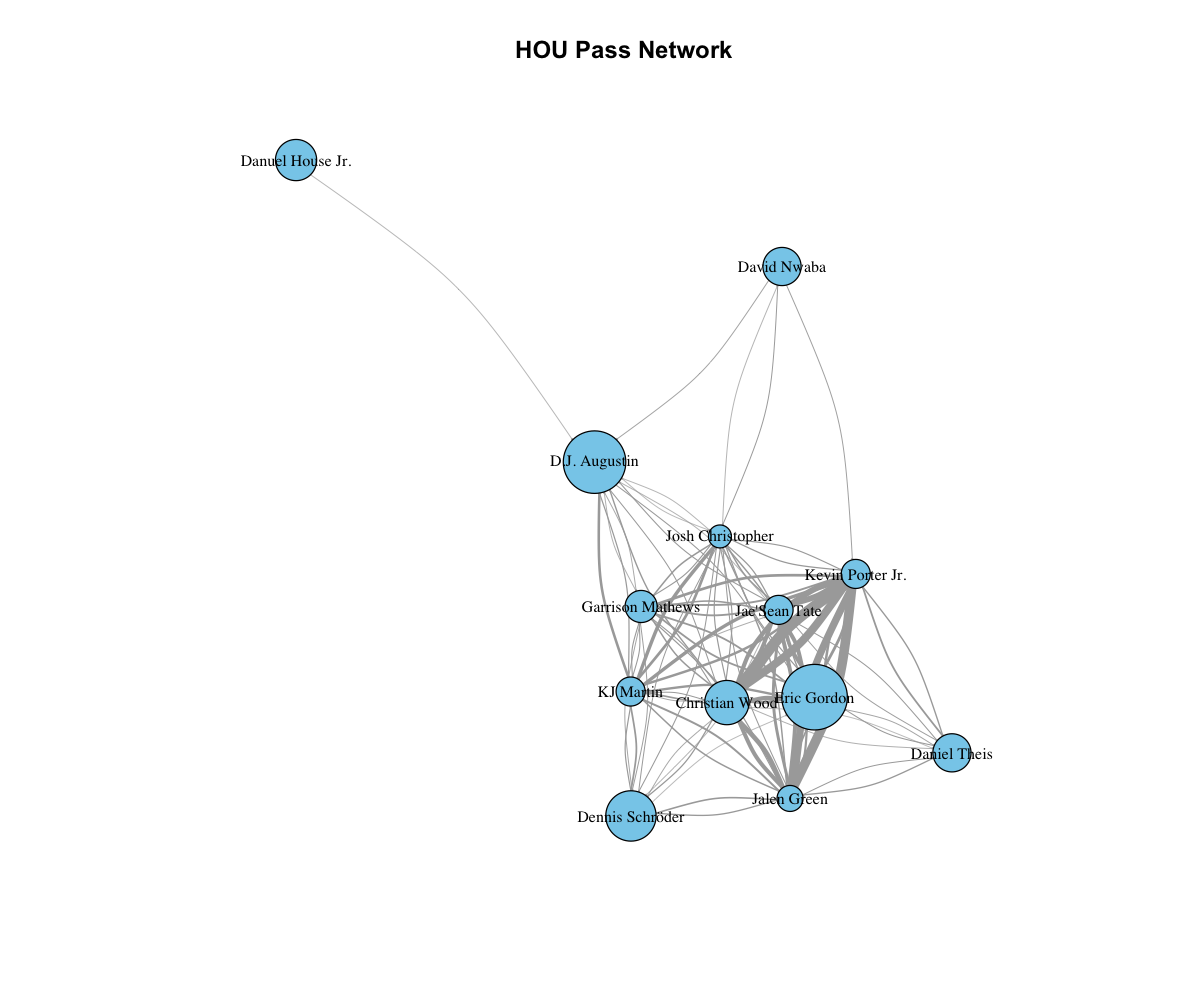 HOU Pass Network
Danuel House Jr.
David Nwaba
D.J. Augustin
Josh Christopher
Kevin Porter Jr.
Garrison Mathews
Jae'Sean Tate
KJ Martin
Christian Wood
Eric Gordon
Daniel Theis
Jalen Green
Dennis Schröder